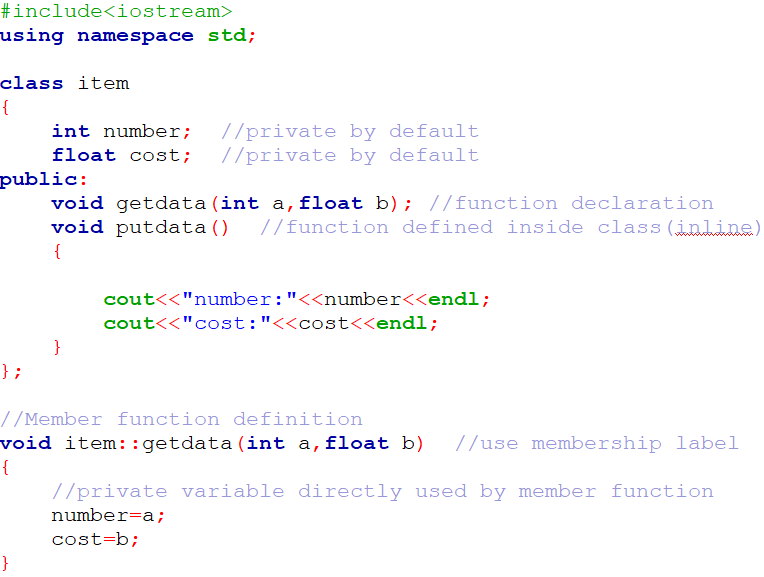 #include<iostream>
using namespace std;
class item
{
int number; //private by default
float cost; //private by default
public:
void getdata(int a,float b); //function declaration
void putdata() //function defined inside class(inline)
{
cout<<"number:"<<number<<endl;
cout<<"cost:"<<cost<<endl;
}
};
//Member function definition
void item::getdata(int a,float b) //use membership label
{
//private variable directly used by member function
number=a;
cost=b;
}